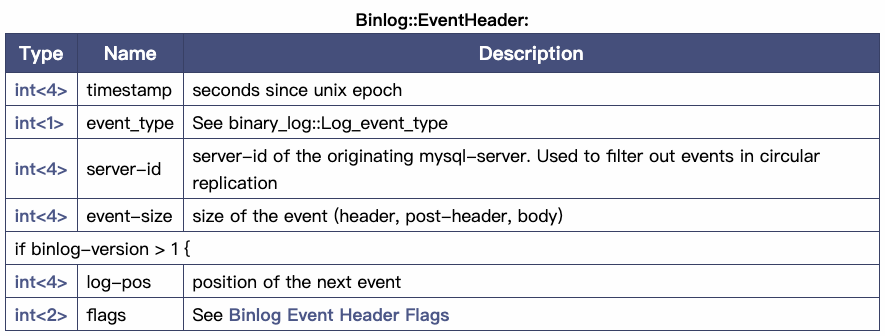 Binlog::EventHeader:
Type Name Description
int<4> timestamp seconds since unix epoch
int<1> event_type See binary_log::Log_event_type
int<4> server-id server-id of the originating mysql-server. Used to filter out events in circular
replication
int<4> event-size size of the event (header, post-header, body)
if binlog-version > 1 {
int<4> log-pos position of the next event
int<2> flags See Binlog Event Header Flags